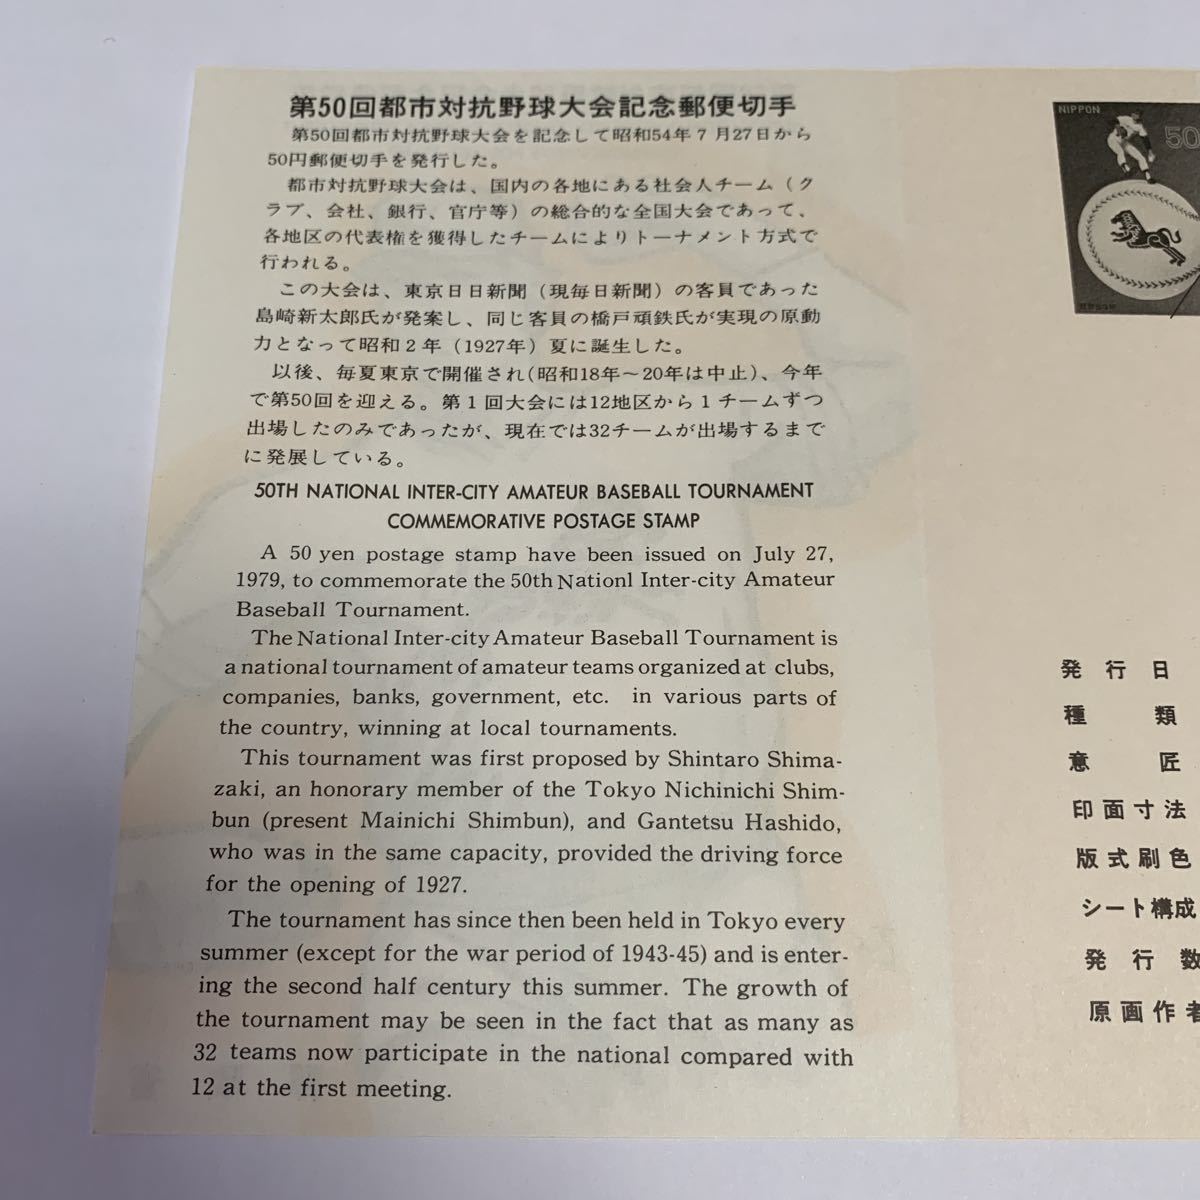 第50回都市対抗野球大会記念郵便切手
第50回都市対抗野球大会を記念して昭和54年7月27日から
50円郵便切手を発行した。
都市対抗野球大会は、国内の各地にある社会人チーム(ク
ラブ、会社、銀行、官庁等)の総合的な全国大会であって、
各地区の代表権を獲得したチームによりトーナメント方式で
行われる。
この大会は、東京日日新聞(現毎日新聞)の客員であった
島崎新太郎氏が発案し、同じ客員の橋戸頑鉄氏が実現の原動
力となって昭和2年(1927年)夏に誕生した。
以後、毎夏東京で開催され(昭和18年~20年は中止)、今年
で第50回を迎える。第1回大会には12地区から1チームずつ
出場したのみであったが、現在では32チームが出場するまで
に発展している。
50TH NATIONAL INTER-CITY AMATEUR BASEBALL TOURNAMENT
COMMEMORATIVE POSTAGE STAMP
A 50 yen postage stamp have been issued on July 27,
1979, to commemorate the 50th Nationl Inter-city Amateur
Baseball Tournament.
The National Inter-city Amateur Baseball Tournament is
a national tournament of amateur teams organized at clubs,
companies, banks, government, etc. in various parts of
the country, winning at local tournaments.
This tournament was first proposed by Shintaro Shima-
zaki, an honorary member of the Tokyo Nichinichi Shim-
bun (present Mainichi Shimbun), and Gantetsu Hashido,
who was in the same capacity, provided the driving force
for the opening of 1927.
The tournament has since then been held in Tokyo every
summer (except for the war period of 1943-45) and is enter-
ing the second half century this summer. The growth of
the tournament may be seen in the fact that as many as
32 teams now participate in the national compared with
12 at the first meeting.
NIPPON
50
発行日
種類
意匠
印面寸法
版式刷色
シート構成
発行数
原画作者